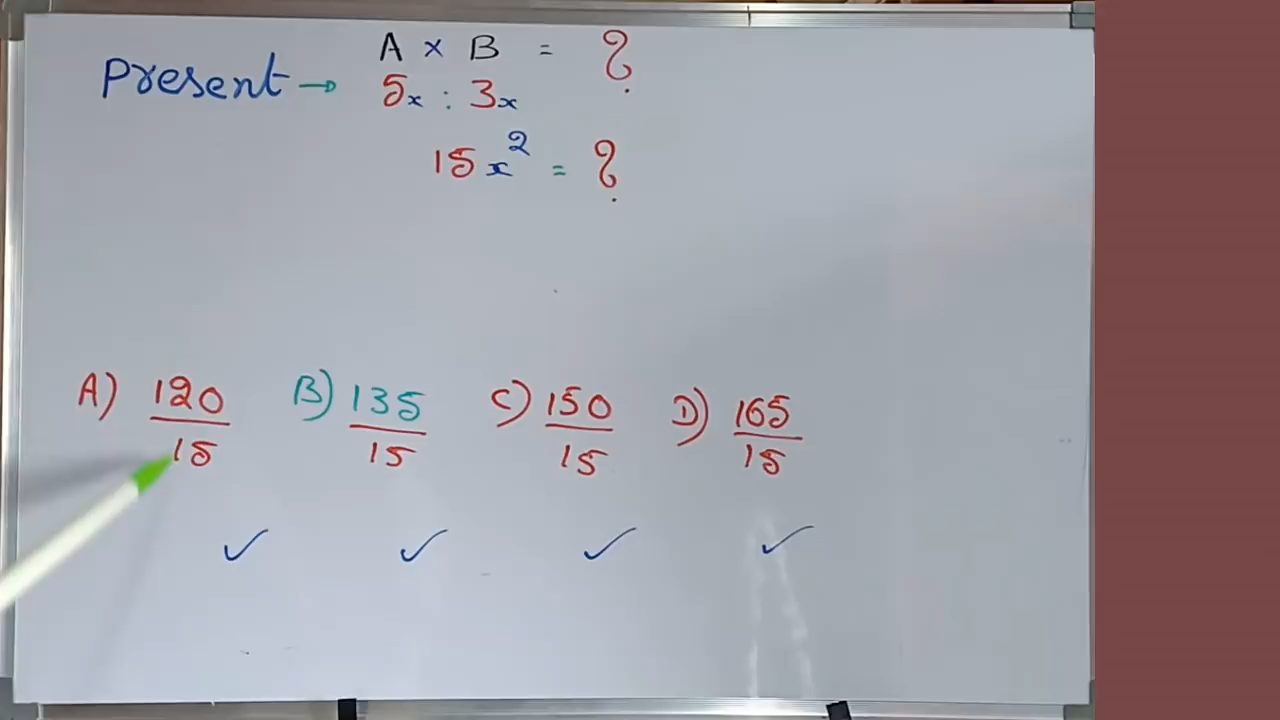 A × B = ?
Present → 5x : 3x
15x² = ?
A) 120/15 B) 135/15 C) 150/15 D) 165/15
✓ ✓ ✓ ✓